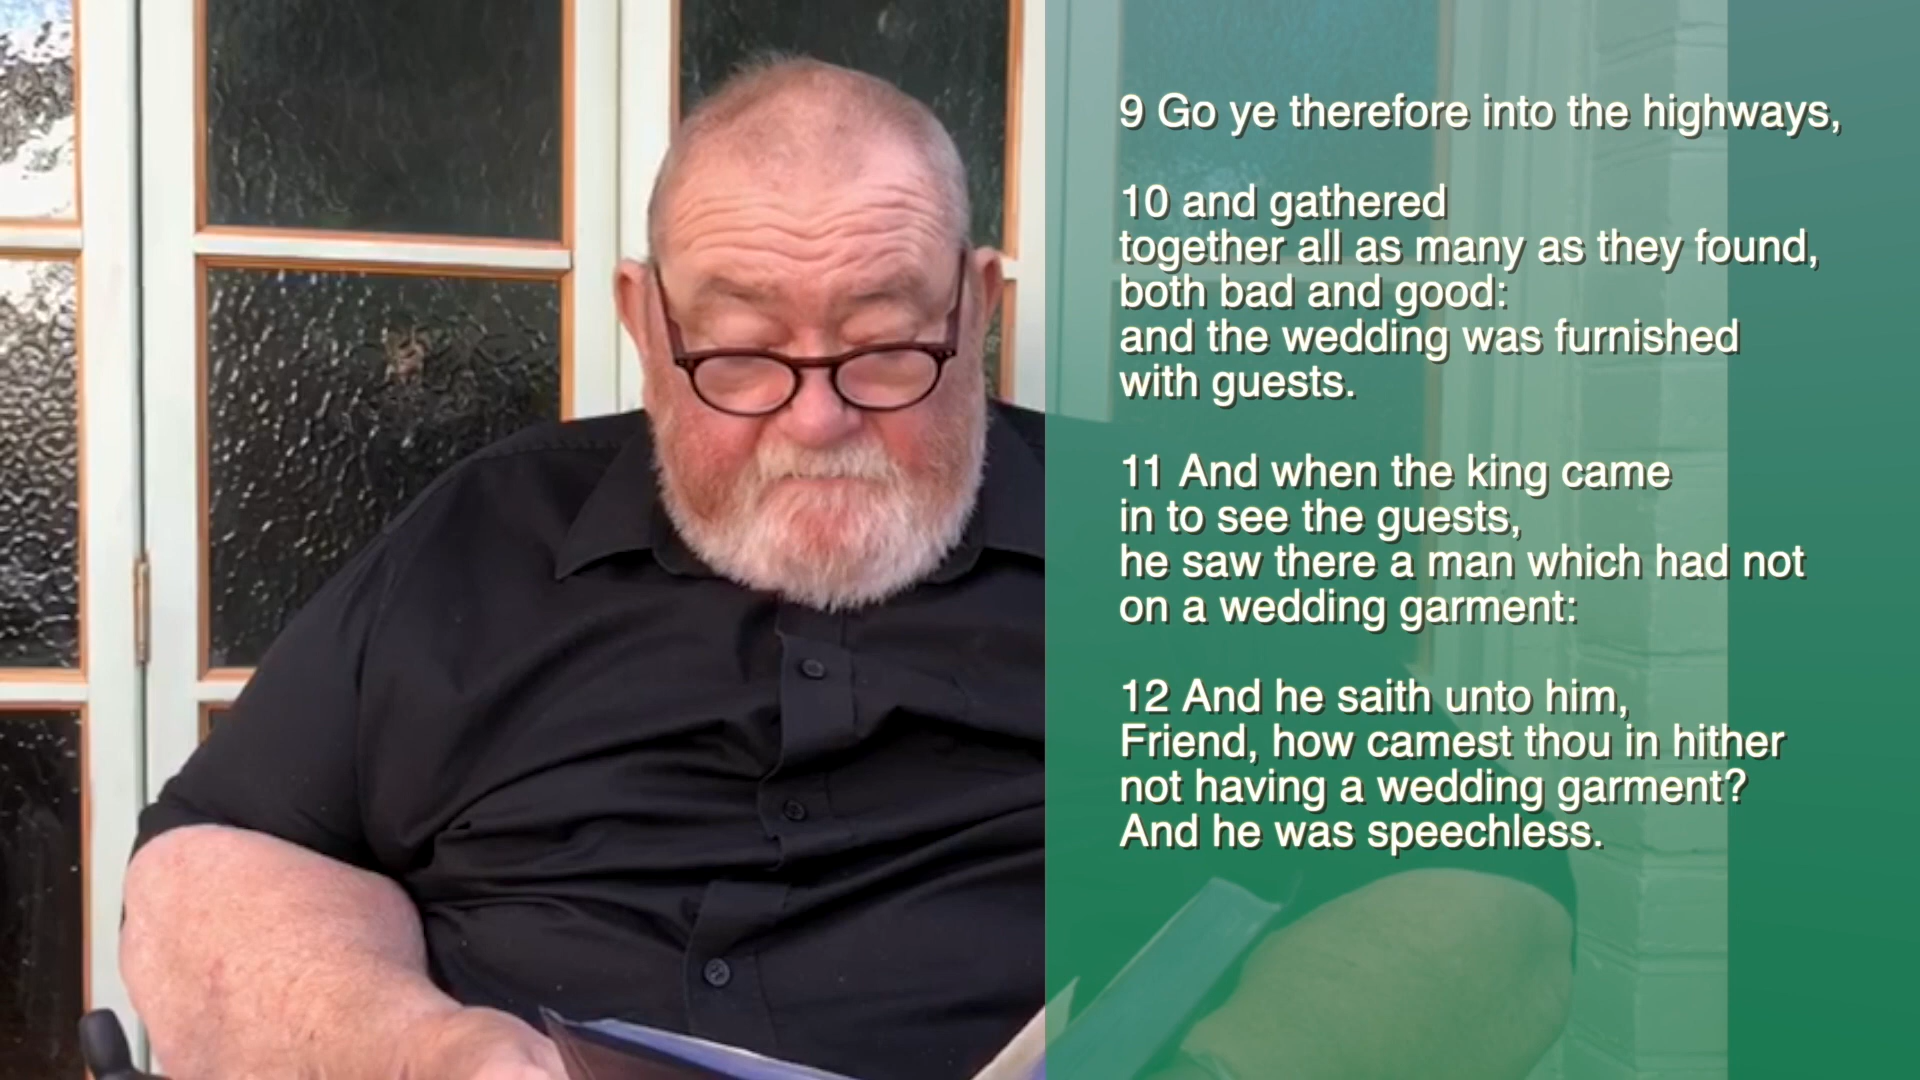 9 Go ye therefore into the highways,
10 and gathered
together all as many as they found,
both bad and good:
and the wedding was furnished
with guests.
11 And when the king came
in to see the guests,
he saw there a man which had not
on a wedding garment:
12 And he saith unto him,
Friend, how camest thou in hither
not having a wedding garment?
And he was speechless.